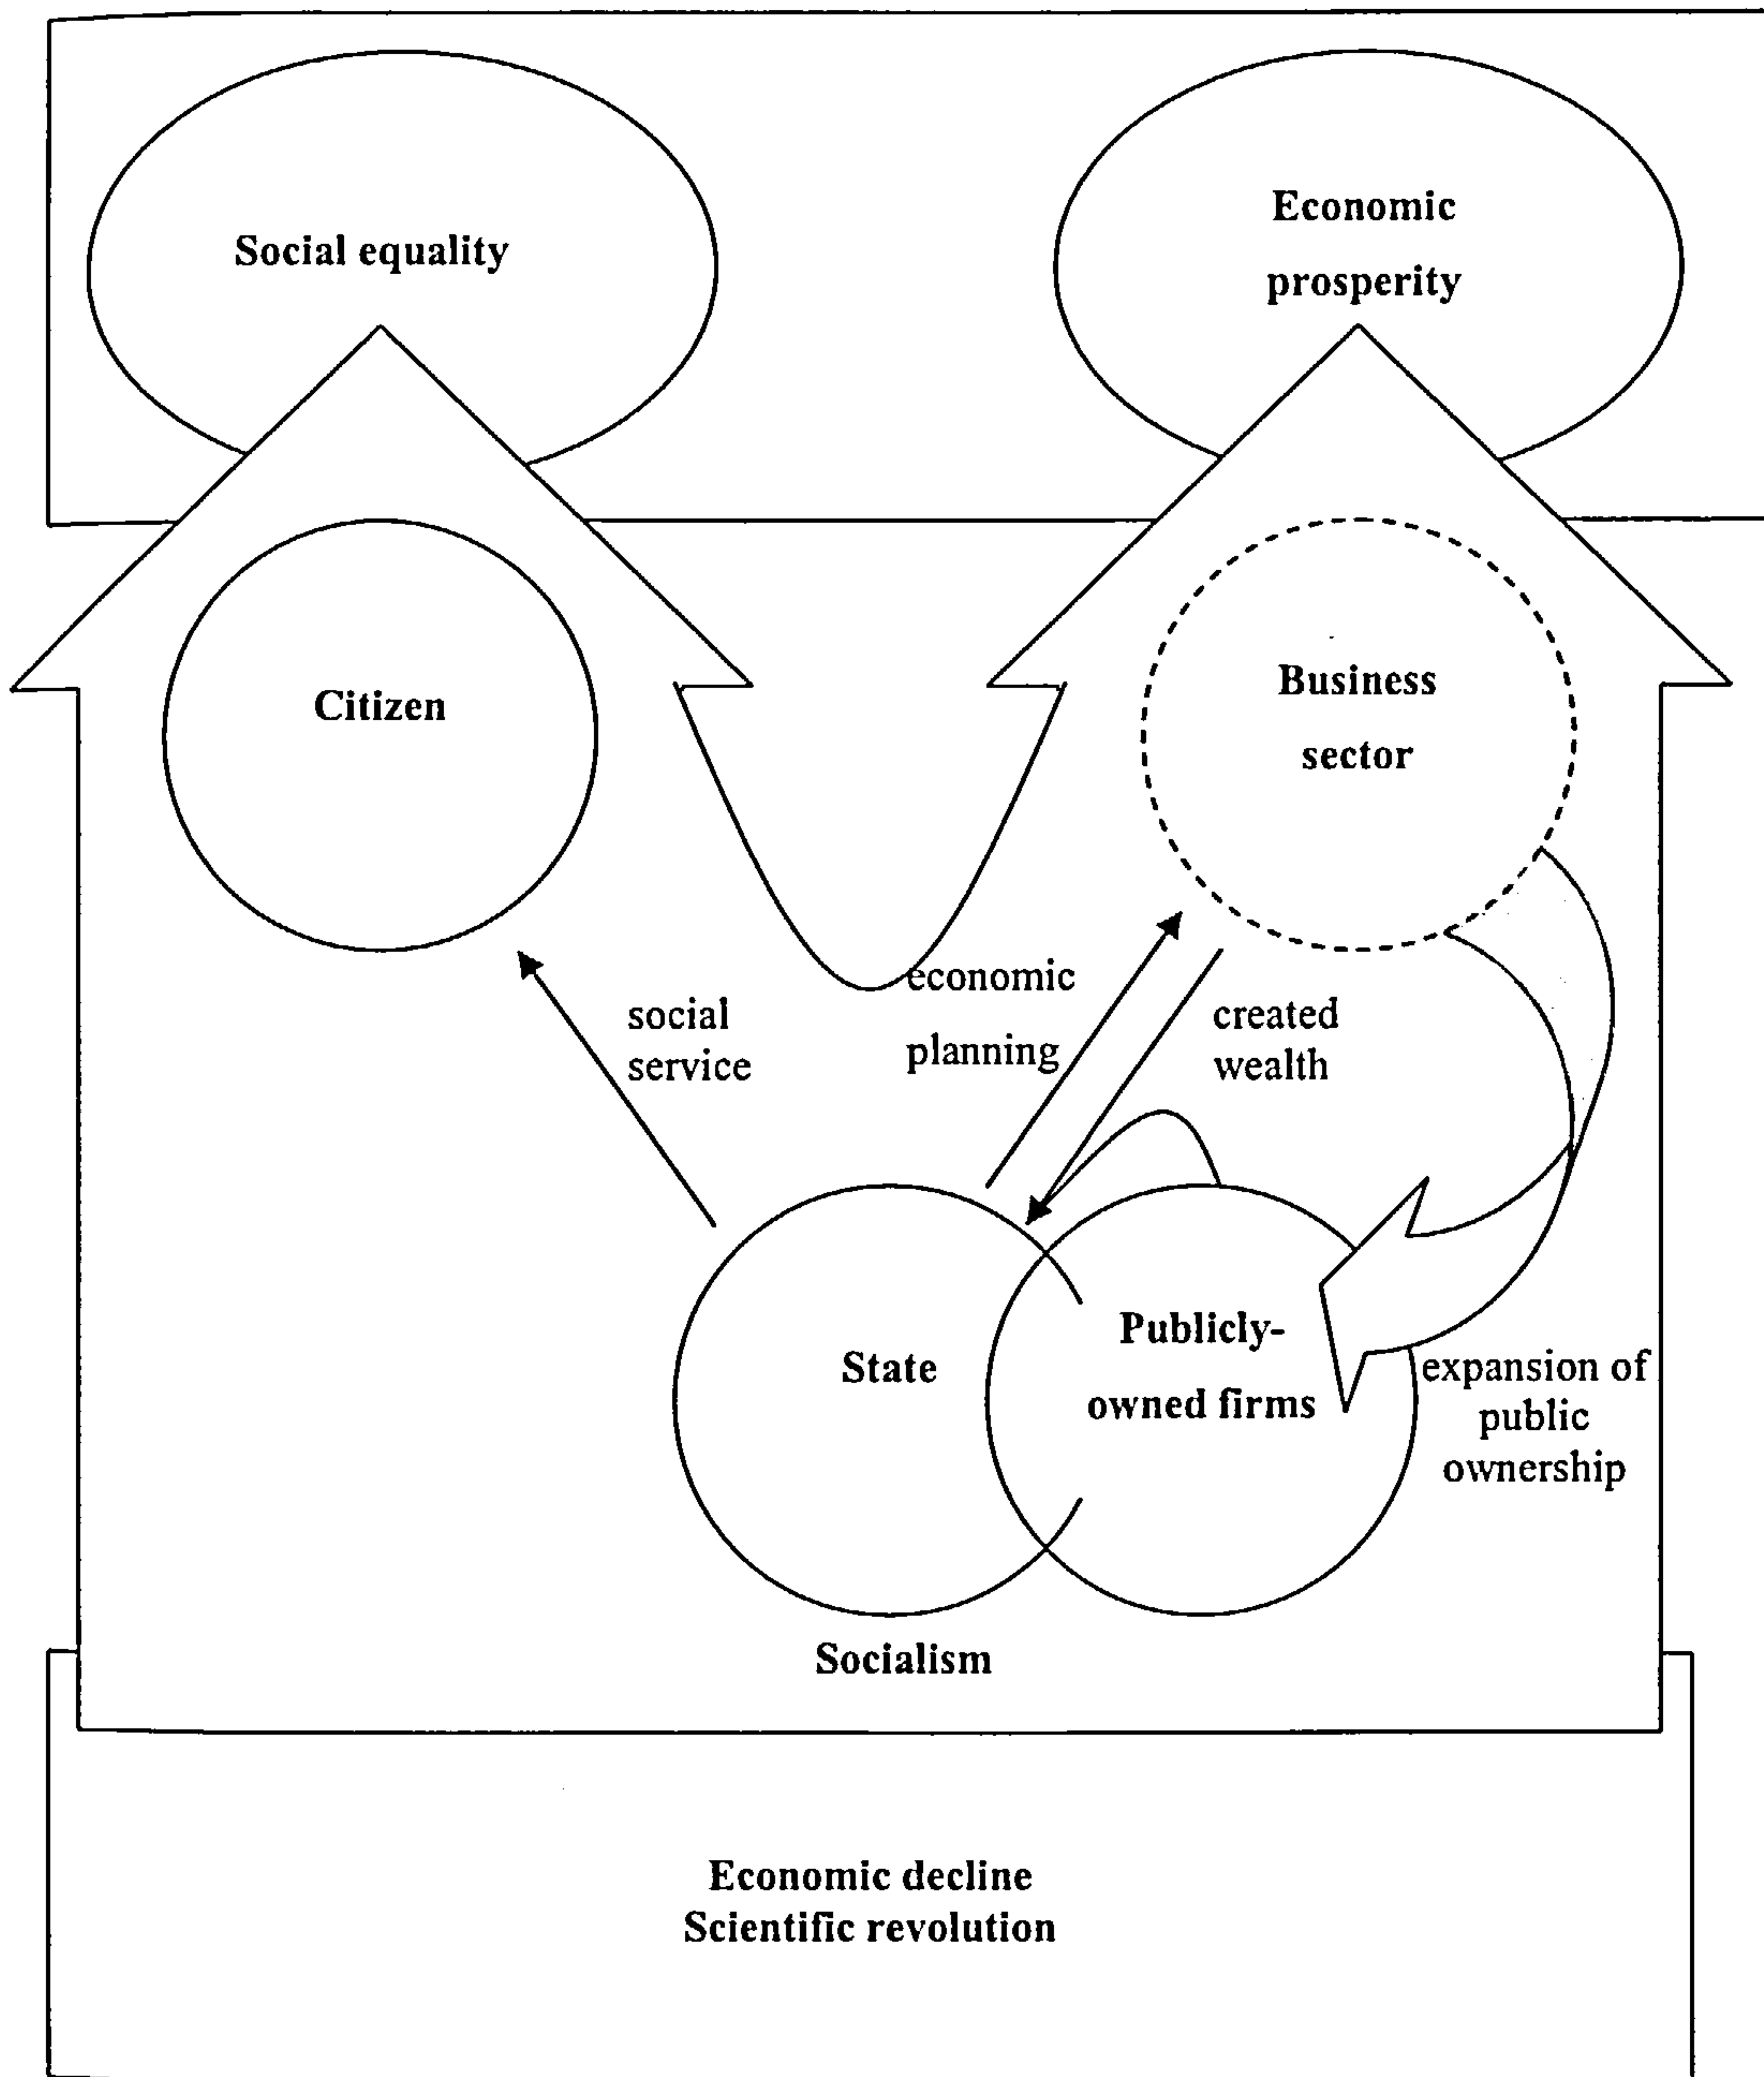 Social equality
Economic
prosperity
Citizen
Business
sector
social
service
economic
planning
created
wealth
State
Publicly-
owned firms
expansion of
public
ownership
Socialism
Economic decline
Scientific revolution